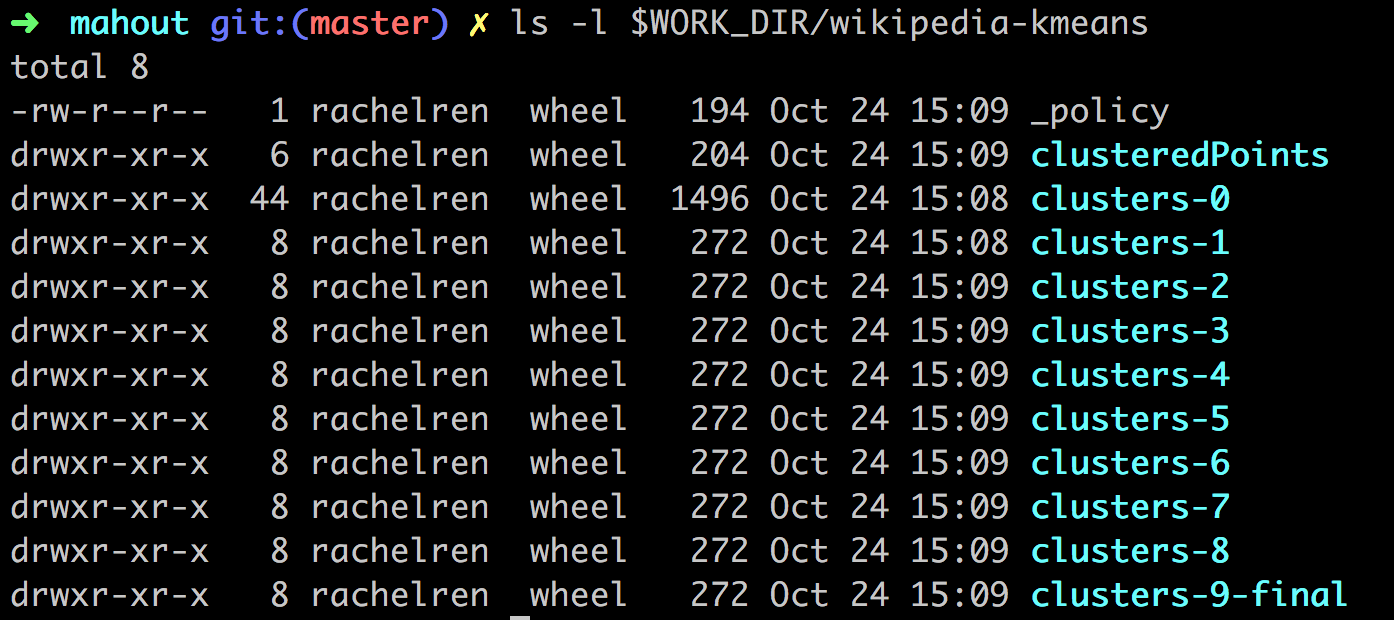 ➜  mahout git:(master) ✗ ls -l $WORK_DIR/wikipedia-kmeans
total 8
-rw-r--r--   1 rachelren  wheel   194 Oct 24 15:09 _policy
drwxr-xr-x   6 rachelren  wheel   204 Oct 24 15:09 clusteredPoints
drwxr-xr-x  44 rachelren  wheel  1496 Oct 24 15:08 clusters-0
drwxr-xr-x   8 rachelren  wheel   272 Oct 24 15:08 clusters-1
drwxr-xr-x   8 rachelren  wheel   272 Oct 24 15:09 clusters-2
drwxr-xr-x   8 rachelren  wheel   272 Oct 24 15:09 clusters-3
drwxr-xr-x   8 rachelren  wheel   272 Oct 24 15:09 clusters-4
drwxr-xr-x   8 rachelren  wheel   272 Oct 24 15:09 clusters-5
drwxr-xr-x   8 rachelren  wheel   272 Oct 24 15:09 clusters-6
drwxr-xr-x   8 rachelren  wheel   272 Oct 24 15:09 clusters-7
drwxr-xr-x   8 rachelren  wheel   272 Oct 24 15:09 clusters-8
drwxr-xr-x   8 rachelren  wheel   272 Oct 24 15:09 clusters-9-final